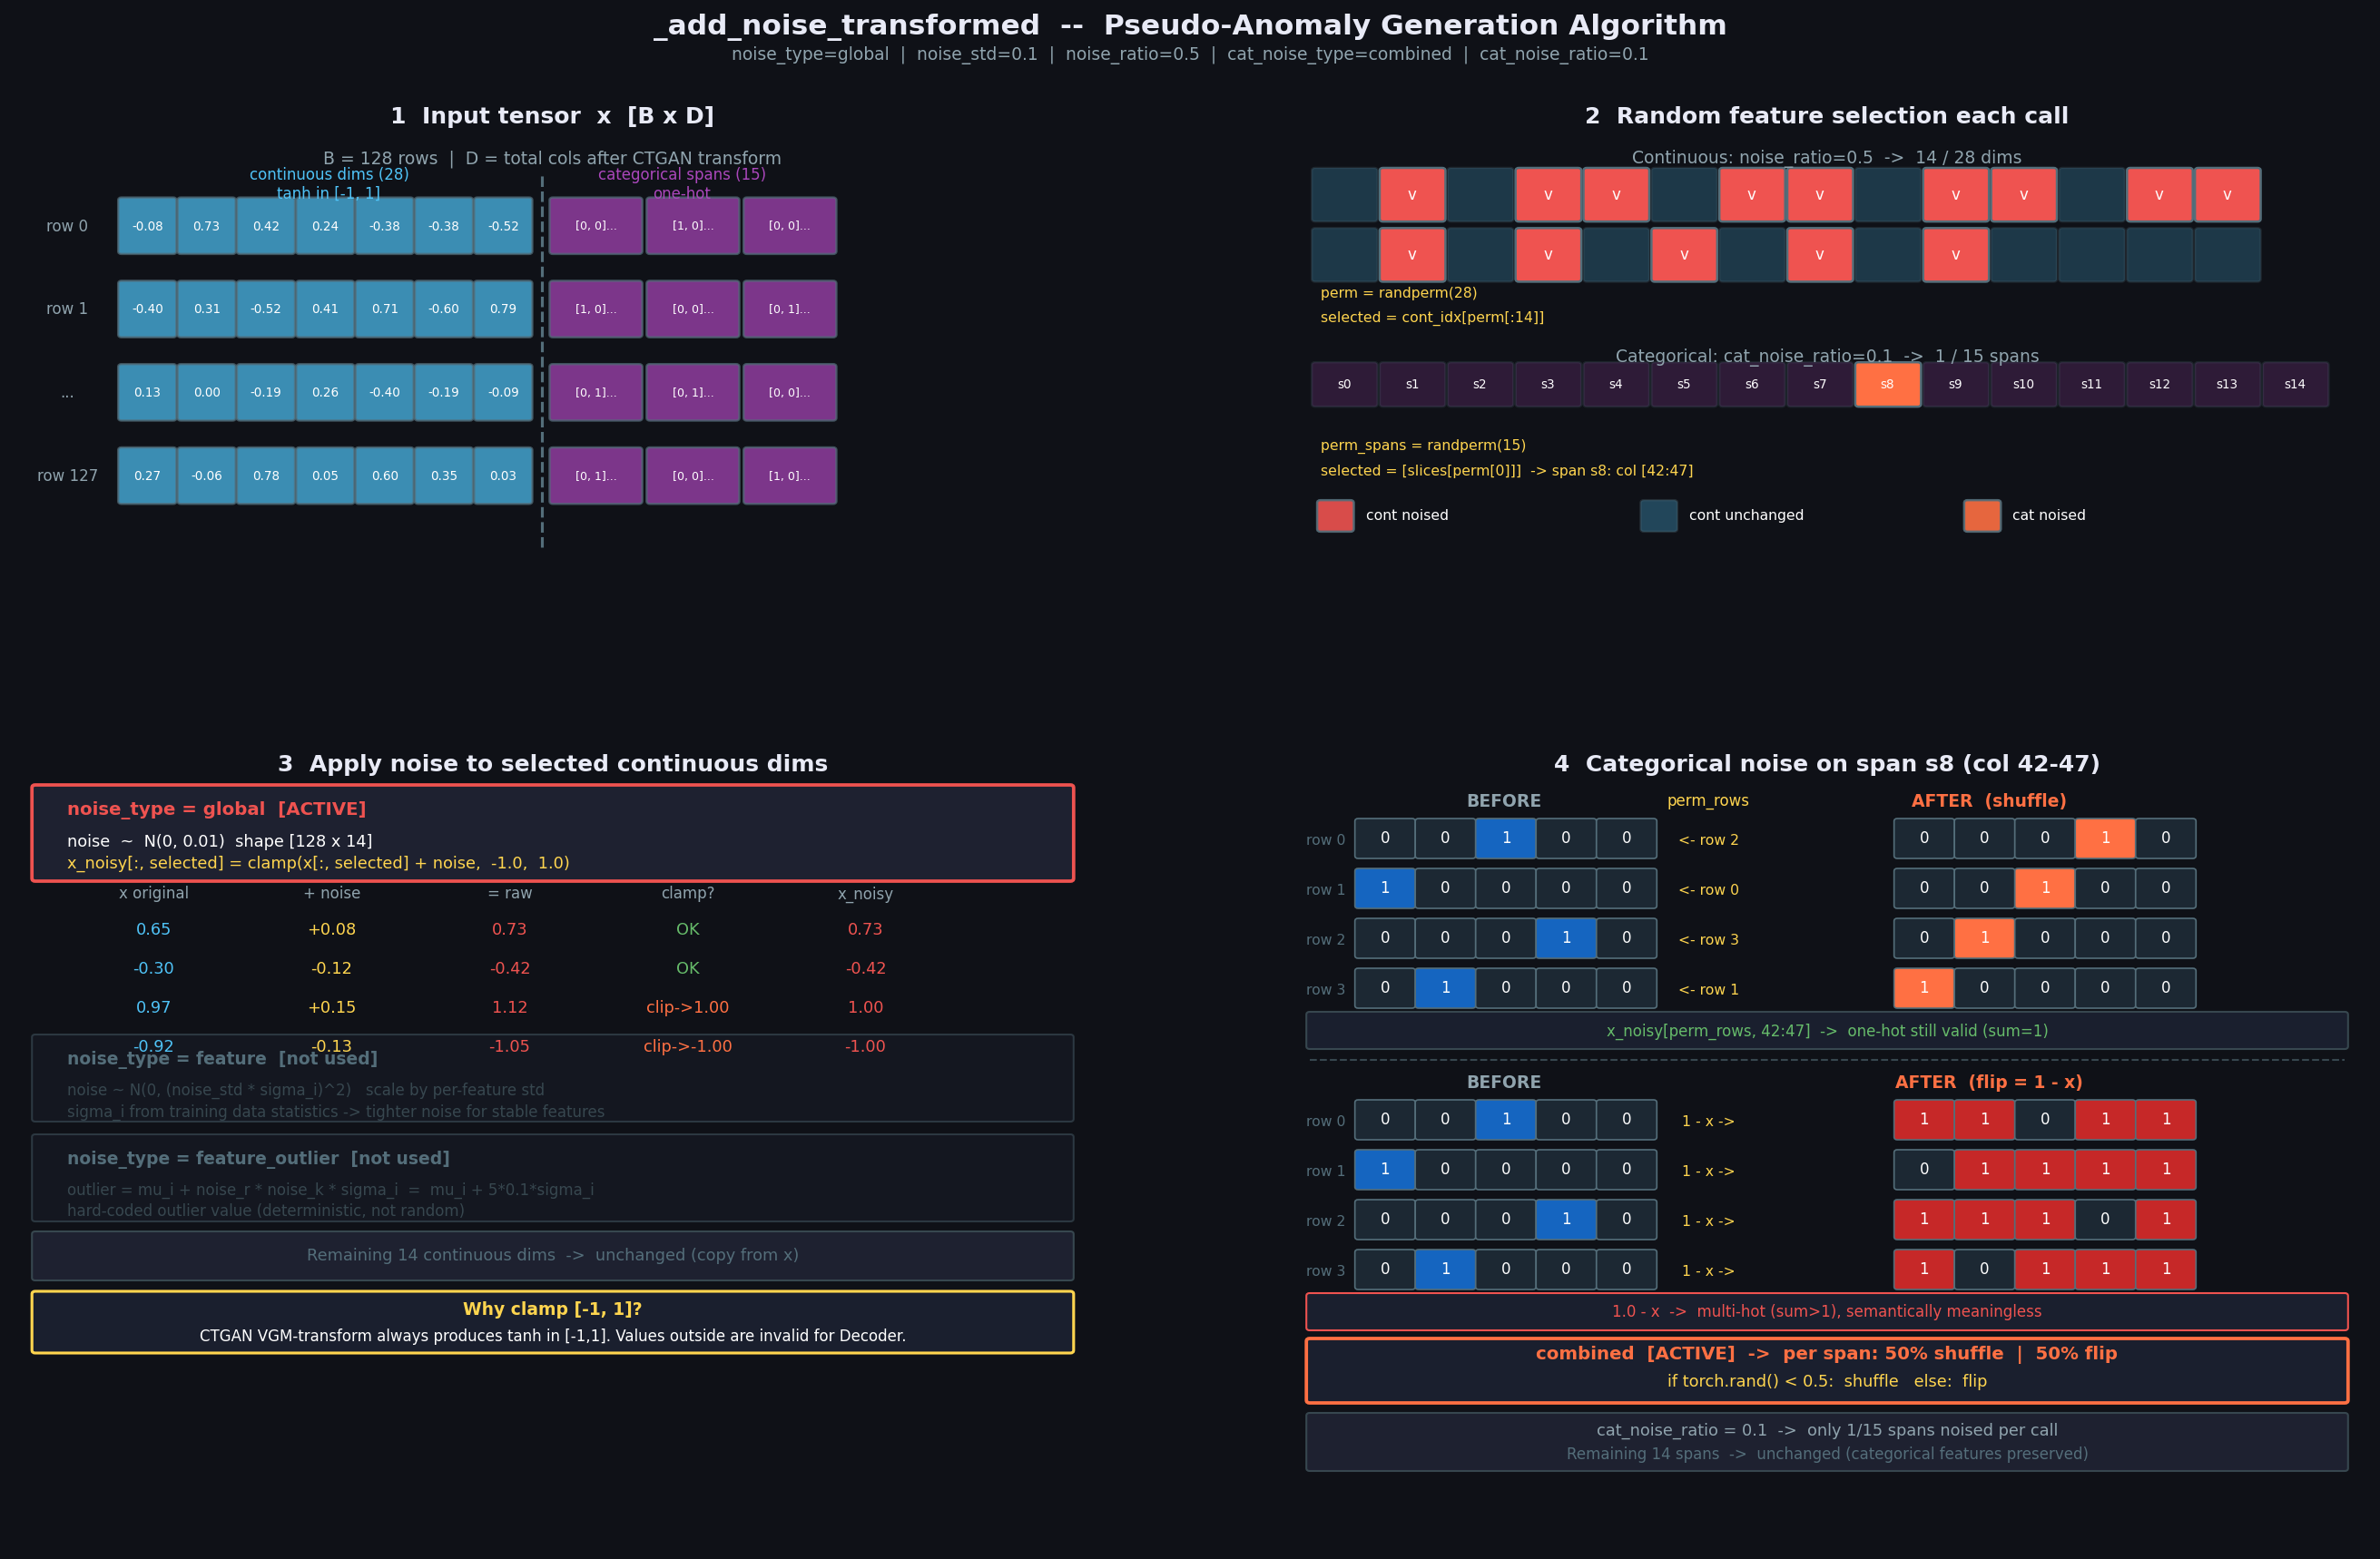 _add_noise_transformed -- Pseudo-Anomaly Generation Algorithm
noise_type=global | noise_std=0.1 | noise_ratio=0.5 | cat_noise_type=combined | cat_noise_ratio=0.1
1 Input tensor x [B x D]
B = 128 rows | D = total cols after CTGAN transform
continuous dims (28)
tanh in [-1, 1]
categorical spans (15)
one-hot
row 0 -0.08 0.73 0.42 0.24 -0.38 -0.38 -0.52 [0, 0]... [1, 0]... [0, 0]...
row 1 -0.40 0.31 -0.52 0.41 0.71 -0.60 0.79 [1, 0]... [0, 0]... [0, 1]...
... 0.13 0.00 -0.19 0.26 -0.40 -0.19 -0.09 [0, 1]... [0, 1]... [0, 0]...
row 127 0.27 -0.06 0.78 0.05 0.60 0.35 0.03 [0, 1]... [0, 0]... [1, 0]...
2 Random feature selection each call
Continuous: noise_ratio=0.5 -> 14 / 28 dims
v v v v v v v v v
v v v v v
perm = randperm(28)
selected = cont_idx[perm[:14]]
Categorical: cat_noise_ratio=0.1 -> 1 / 15 spans
s0 s1 s2 s3 s4 s5 s6 s7 s8 s9 s10 s11 s12 s13 s14
perm_spans = randperm(15)
selected = [slices[perm[0]]] -> span s8: col [42:47]
cont noised cont unchanged cat noised
3 Apply noise to selected continuous dims
noise_type = global [ACTIVE]
noise ~ N(0, 0.01) shape [128 x 14]
x_noisy[:, selected] = clamp(x[:, selected] + noise, -1.0, 1.0)
x original + noise = raw clamp? x_noisy
0.65 +0.08 0.73 OK 0.73
-0.30 -0.12 -0.42 OK -0.42
0.97 +0.15 1.12 clip->1.00 1.00
-0.92 -0.13 -1.05 clip->-1.00 -1.00
noise_type = feature [not used]
noise ~ N(0, (noise_std * sigma_i)^2) scale by per-feature std
sigma_i from training data statistics -> tighter noise for stable features
noise_type = feature_outlier [not used]
outlier = mu_i + noise_r * noise_k * sigma_i = mu_i + 5*0.1*sigma_i
hard-coded outlier value (deterministic, not random)
Remaining 14 continuous dims -> unchanged (copy from x)
Why clamp [-1, 1]?
CTGAN VGM-transform always produces tanh in [-1,1]. Values outside are invalid for Decoder.
4 Categorical noise on span s8 (col 42-47)
BEFORE perm_rows AFTER (shuffle)
row 0 0 0 1 0 0 <- row 2 0 0 0 1 0
row 1 1 0 0 0 0 <- row 0 0 0 1 0 0
row 2 0 0 0 1 0 <- row 3 0 1 0 0 0
row 3 0 1 0 0 0 <- row 1 1 0 0 0 0
x_noisy[perm_rows, 42:47] -> one-hot still valid (sum=1)
BEFORE AFTER (flip = 1 - x)
row 0 0 0 1 0 0 1 - x -> 1 1 0 1 1
row 1 1 0 0 0 0 1 - x -> 0 1 1 1 1
row 2 0 0 0 1 0 1 - x -> 1 1 1 0 1
row 3 0 1 0 0 0 1 - x -> 1 0 1 1 1
1.0 - x -> multi-hot (sum>1), semantically meaningless
combined [ACTIVE] -> per span: 50% shuffle | 50% flip
if torch.rand() < 0.5: shuffle else: flip
cat_noise_ratio = 0.1 -> only 1/15 spans noised per call
Remaining 14 spans -> unchanged (categorical features preserved)